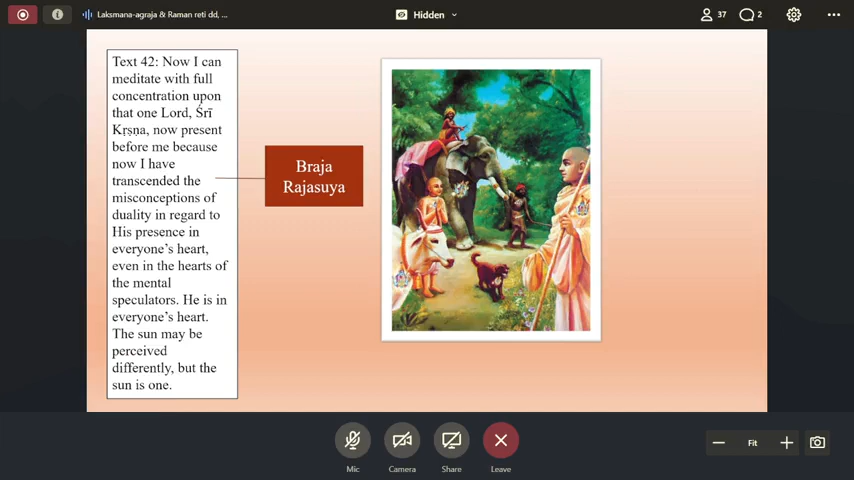 Laksmana-agraja & Raman reti dd, ...
Hidden
37
2
Text 42: Now I can
meditate with full
concentration upon
that one Lord, Śrī
Kṛṣṇa, now present
before me because
now I have
transcended the
misconceptions of
duality in regard to
His presence in
everyone's heart,
even in the hearts of
the mental
speculators. He is in
everyone's heart.
The sun may be
perceived
differently, but the
sun is one.
Braja
Rajasuya
Mic
Camera
Share
Leave
Fit